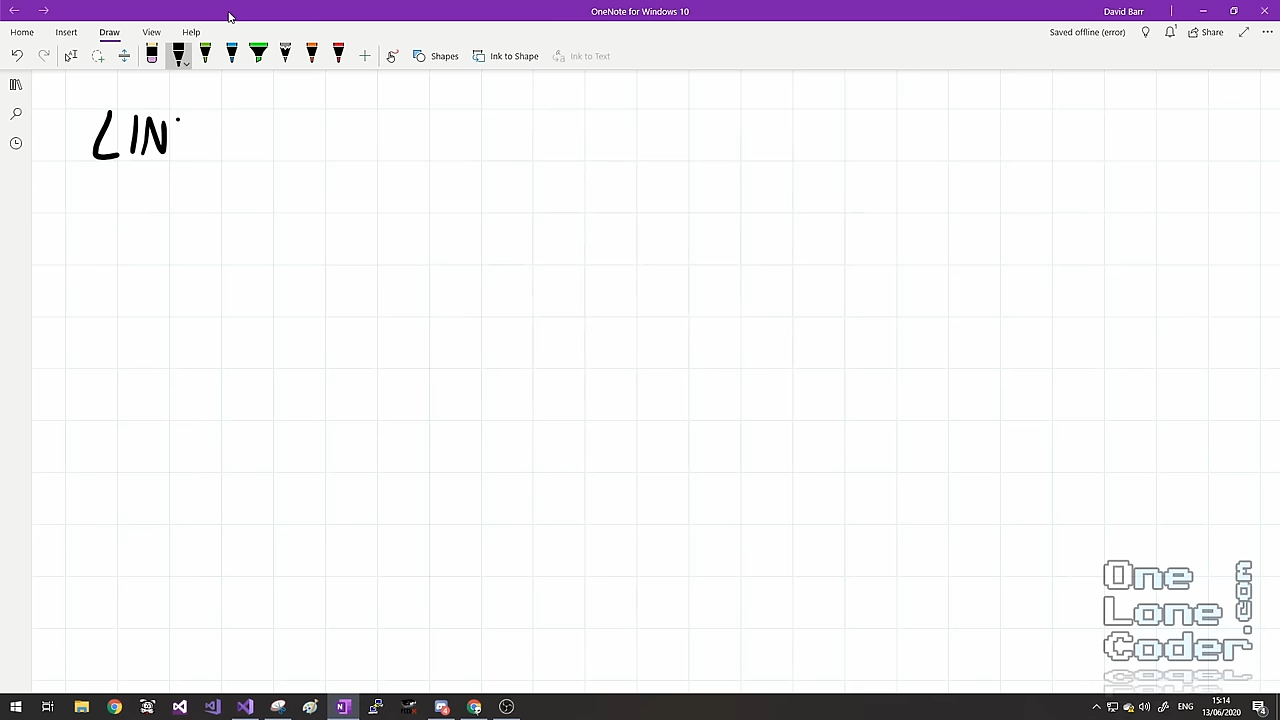 OneNote for Windows 10
David Barr
Home Insert Draw View Help
Saved offline (error)
Share
Shapes
Ink to Shape
Ink to Text
LIN
One
Lone
Coder
.com
ENG
15:14
13/06/2020